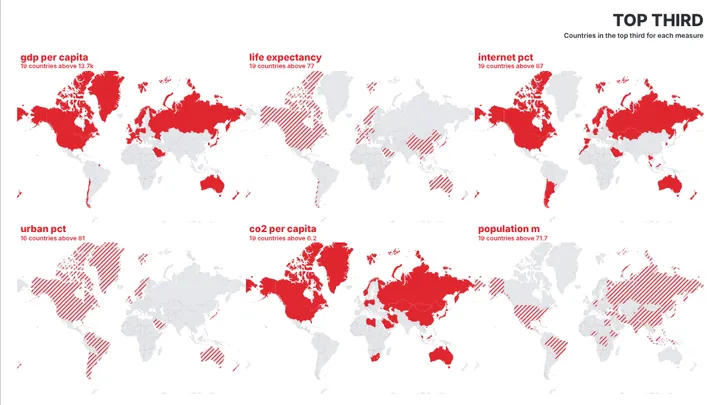 TOP THIRD
Countries in the top third for each measure
gdp per capita
19 countries above 13.7k
life expectancy
19 countries above 77
internet pct
19 countries above 87
urban pct
16 countries above 81
co2 per capita
19 countries above 6.2
population m
19 countries above 71.7